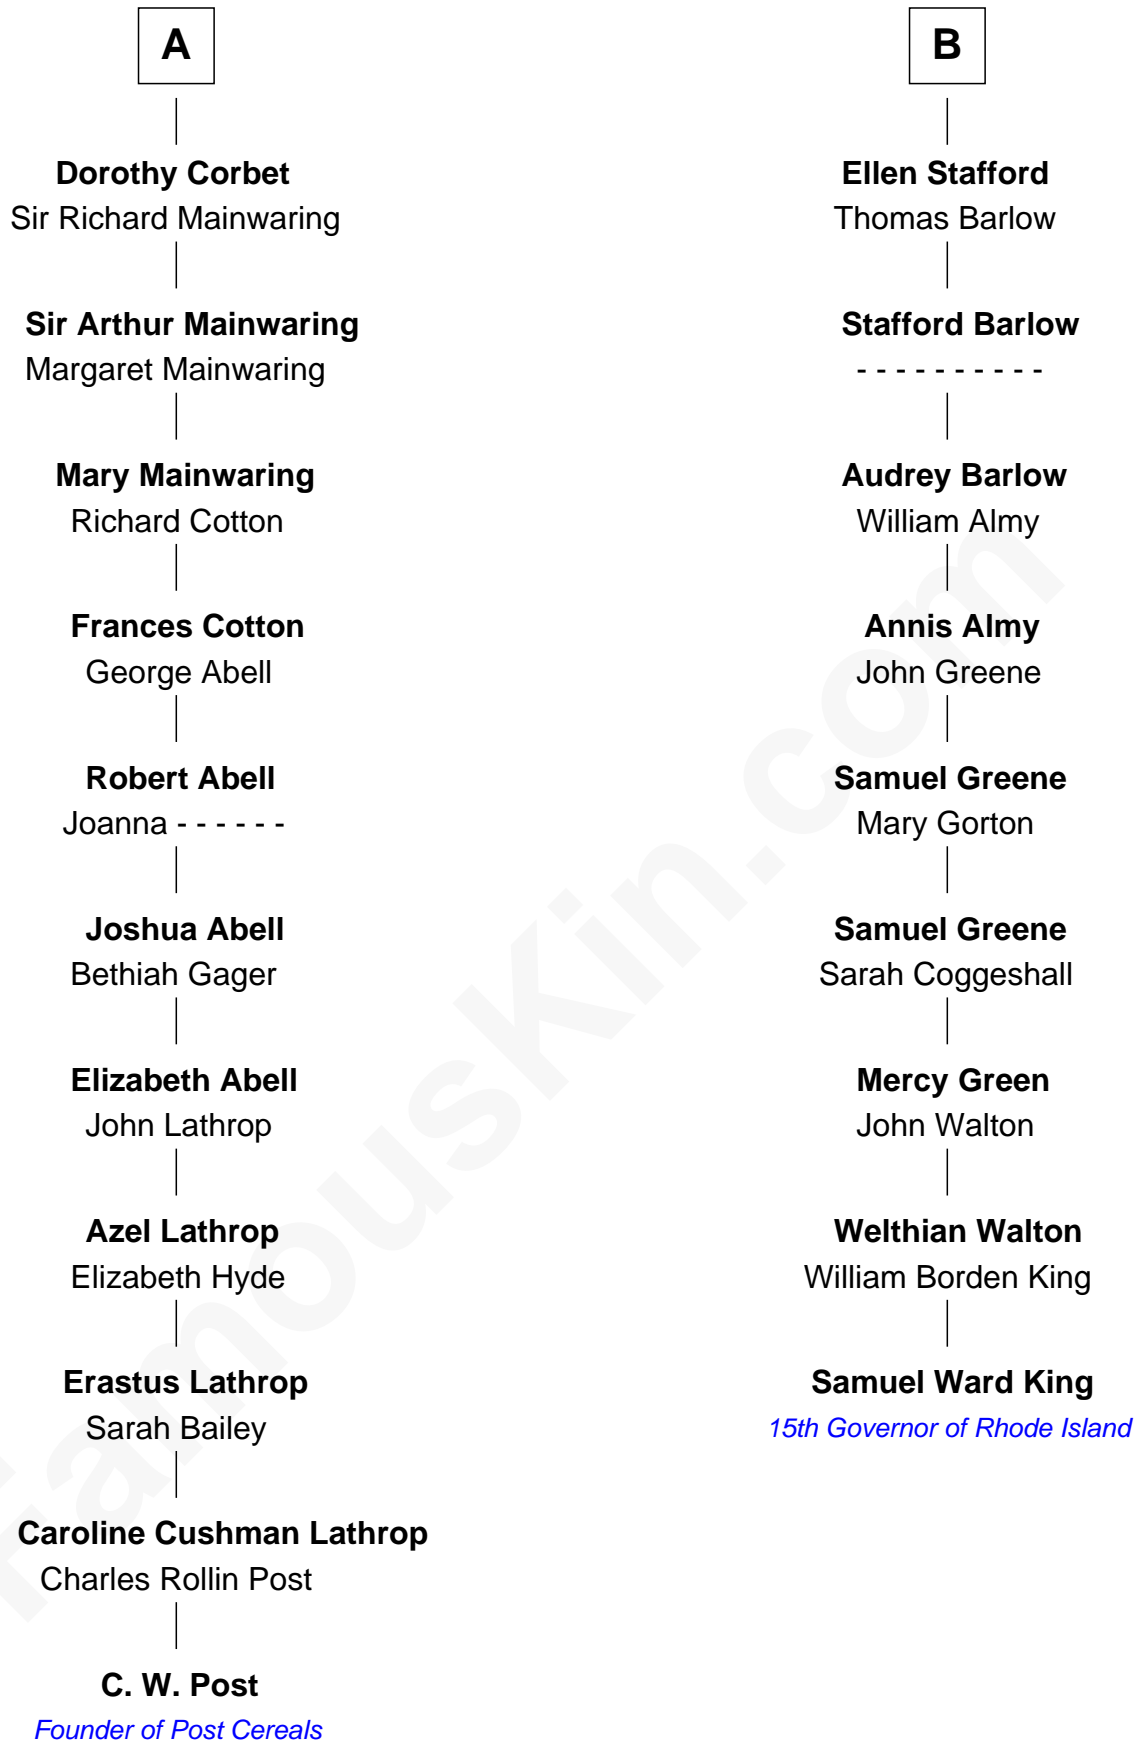 A
Dorothy Corbet
Sir Richard Mainwaring
Sir Arthur Mainwaring
Margaret Mainwaring
Mary Mainwaring
Richard Cotton
Frances Cotton
George Abell
Robert Abell
Joanna - - - - - -
Joshua Abell
Bethiah Gager
Elizabeth Abell
John Lathrop
Azel Lathrop
Elizabeth Hyde
Erastus Lathrop
Sarah Bailey
Caroline Cushman Lathrop
Charles Rollin Post
C. W. Post
Founder of Post Cereals
B
Ellen Stafford
Thomas Barlow
Stafford Barlow
- - - - - - - - - -
Audrey Barlow
William Almy
Annis Almy
John Greene
Samuel Greene
Mary Gorton
Samuel Greene
Sarah Coggeshall
Mercy Green
John Walton
Welthian Walton
William Borden King
Samuel Ward King
15th Governor of Rhode Island
FamousKin.com